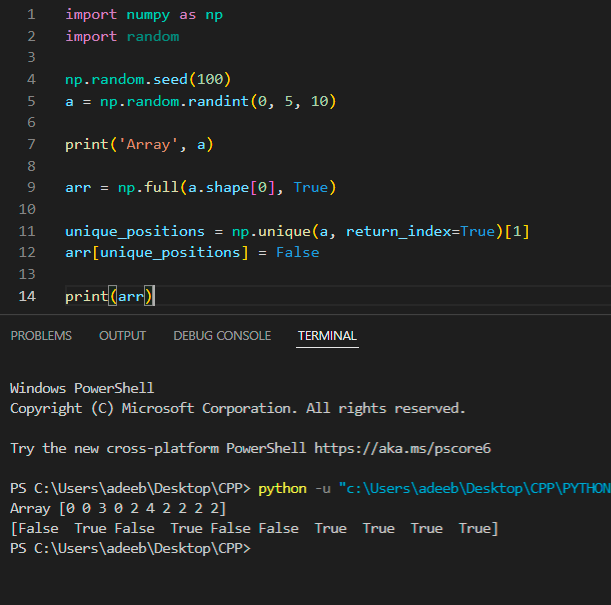 1 import numpy as np
2 import random
3
4 np.random.seed(100)
5 a = np.random.randint(0, 5, 10)
6
7 print('Array', a)
8
9 arr = np.full(a.shape[0], True)
10
11 unique_positions = np.unique(a, return_index=True)[1]
12 arr[unique_positions] = False
13
14 print(arr)
PROBLEMS OUTPUT DEBUG CONSOLE TERMINAL
Windows PowerShell
Copyright (C) Microsoft Corporation. All rights reserved.
Try the new cross-platform PowerShell https://aka.ms/pscore6
PS C:\Users\adeeb\Desktop\CPP> python -u "c:\Users\adeeb\Desktop\CPP\PYTHON
Array [0 0 3 0 2 4 2 2 2 2]
[False  True False  True False False  True  True  True  True]
PS C:\Users\adeeb\Desktop\CPP>